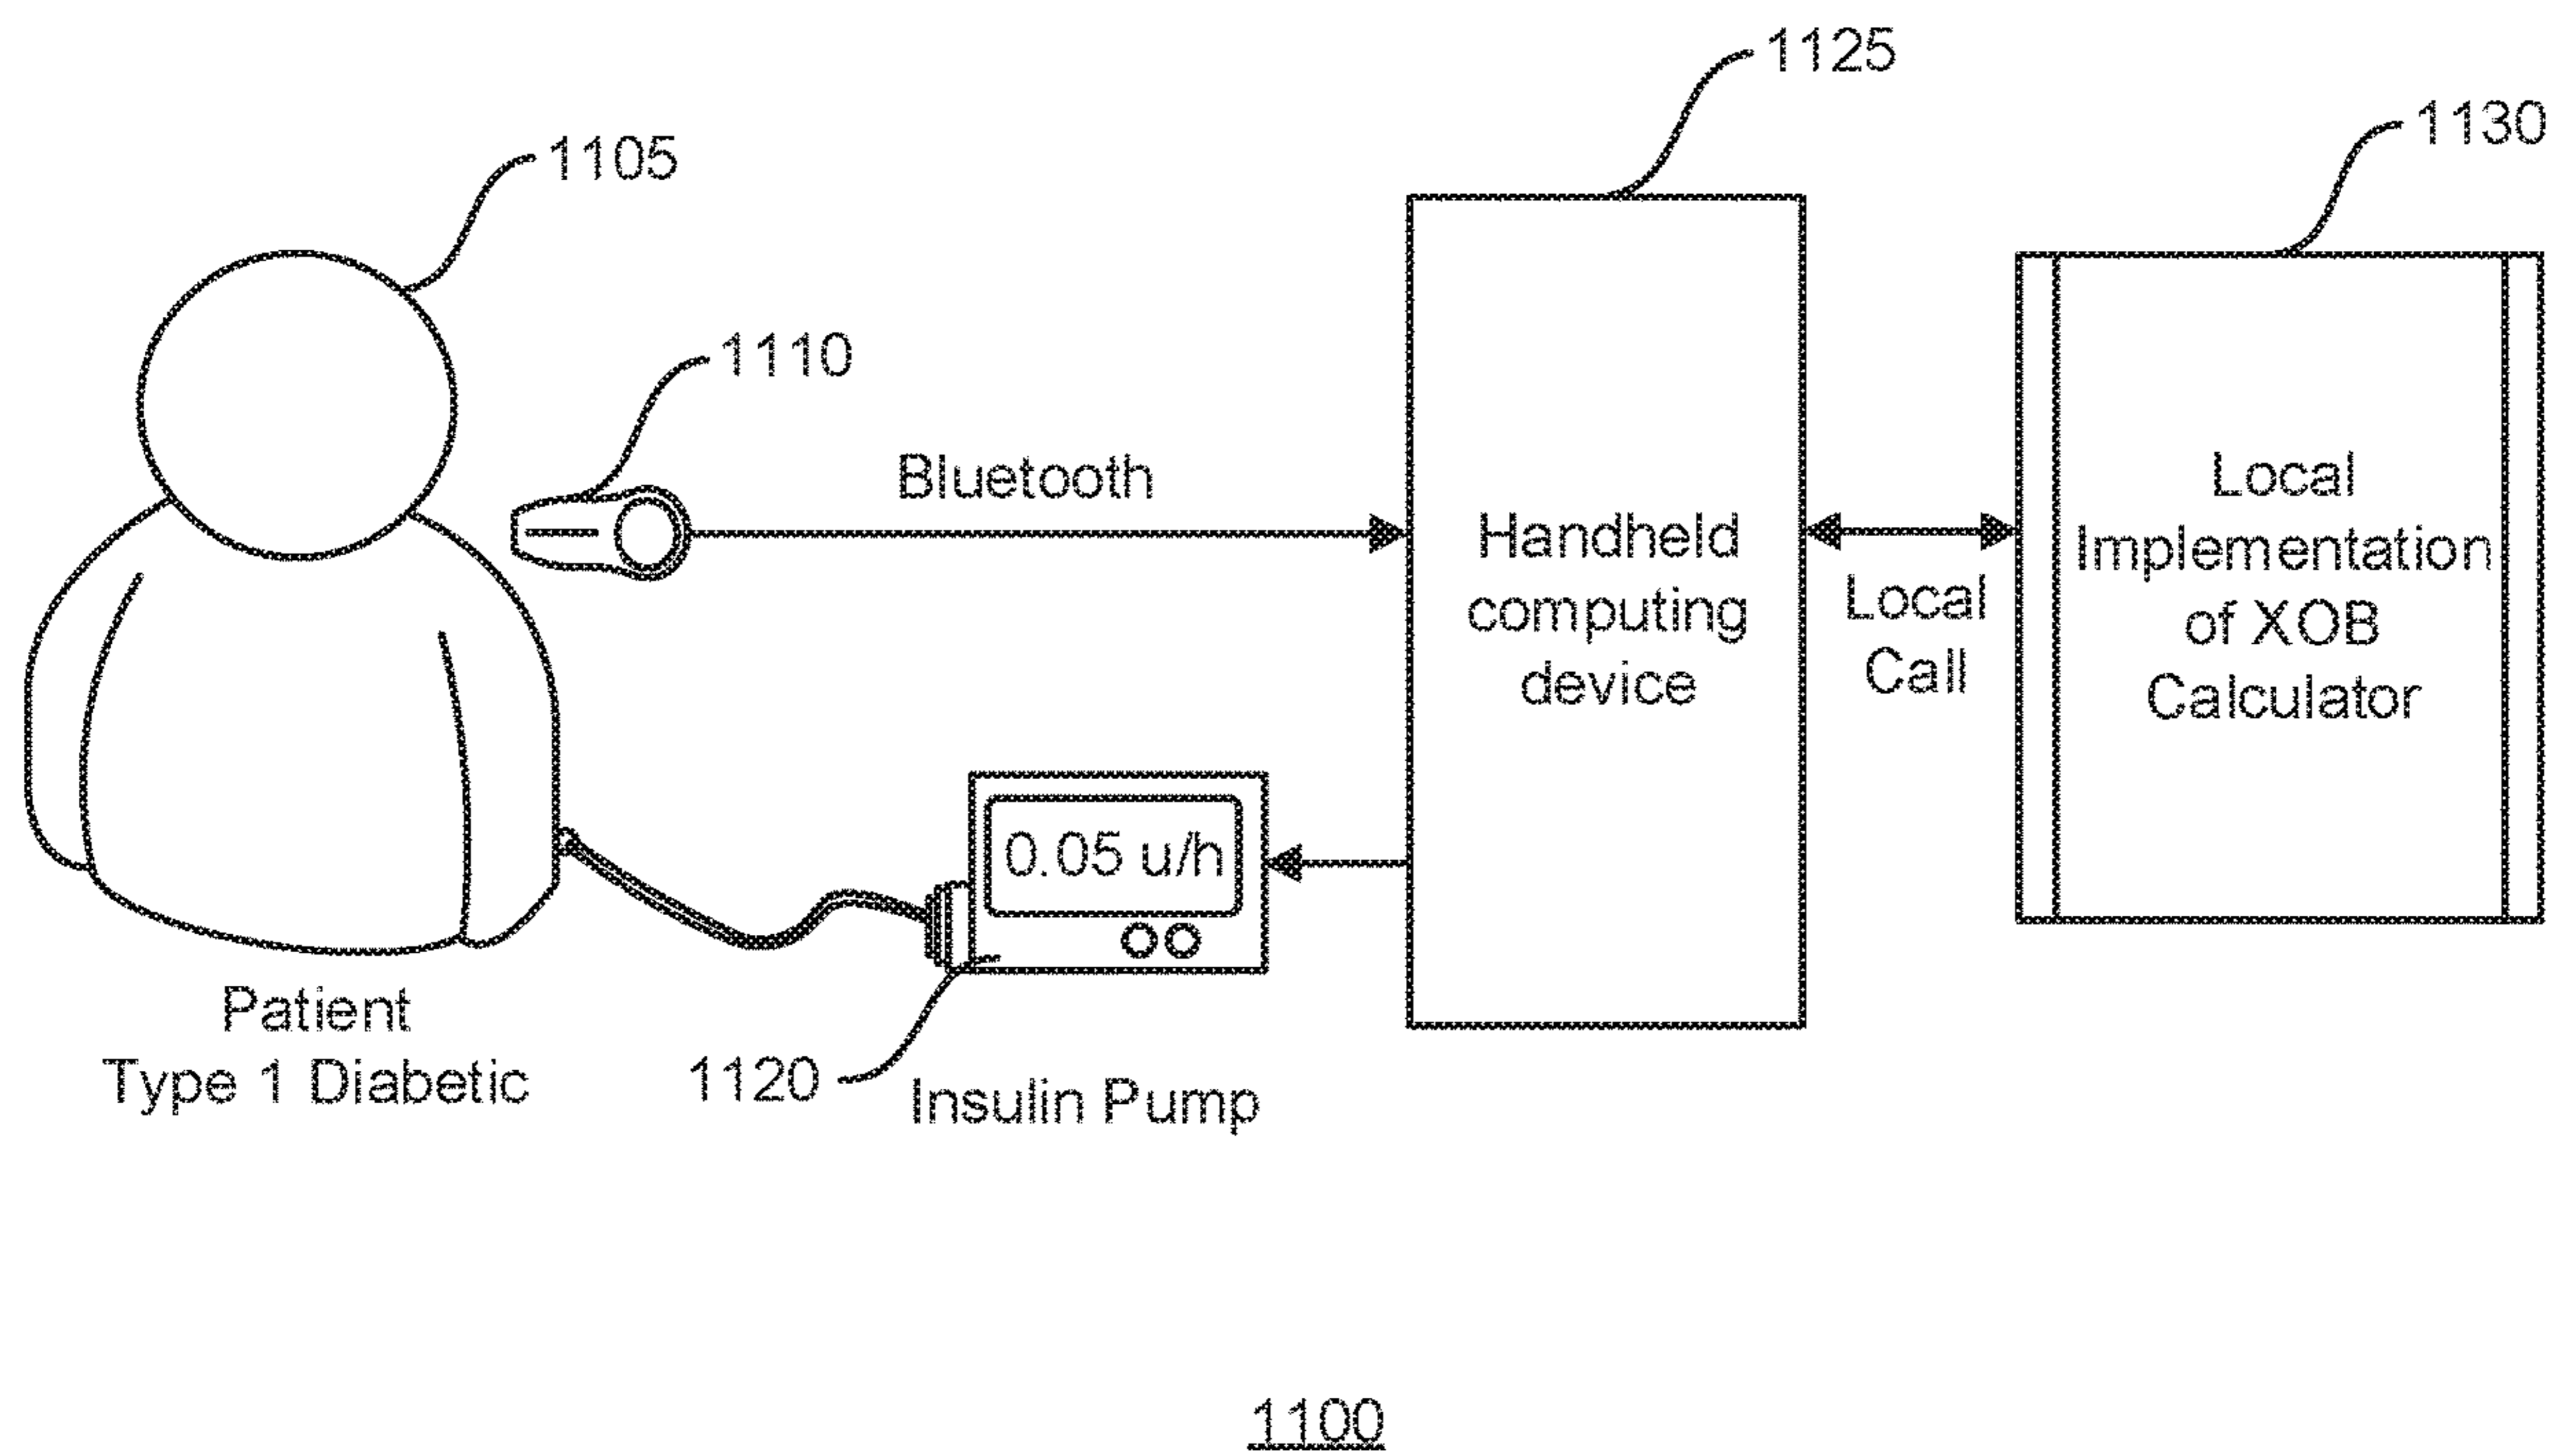 1125
1130
1105
1110
Bluetooth
Handheld
computing
device
Local
Call
Local
Implementation
of XOB
Calculator
0.05 u/h
Patient
Type 1 Diabetic
1120
Insulin Pump
1100